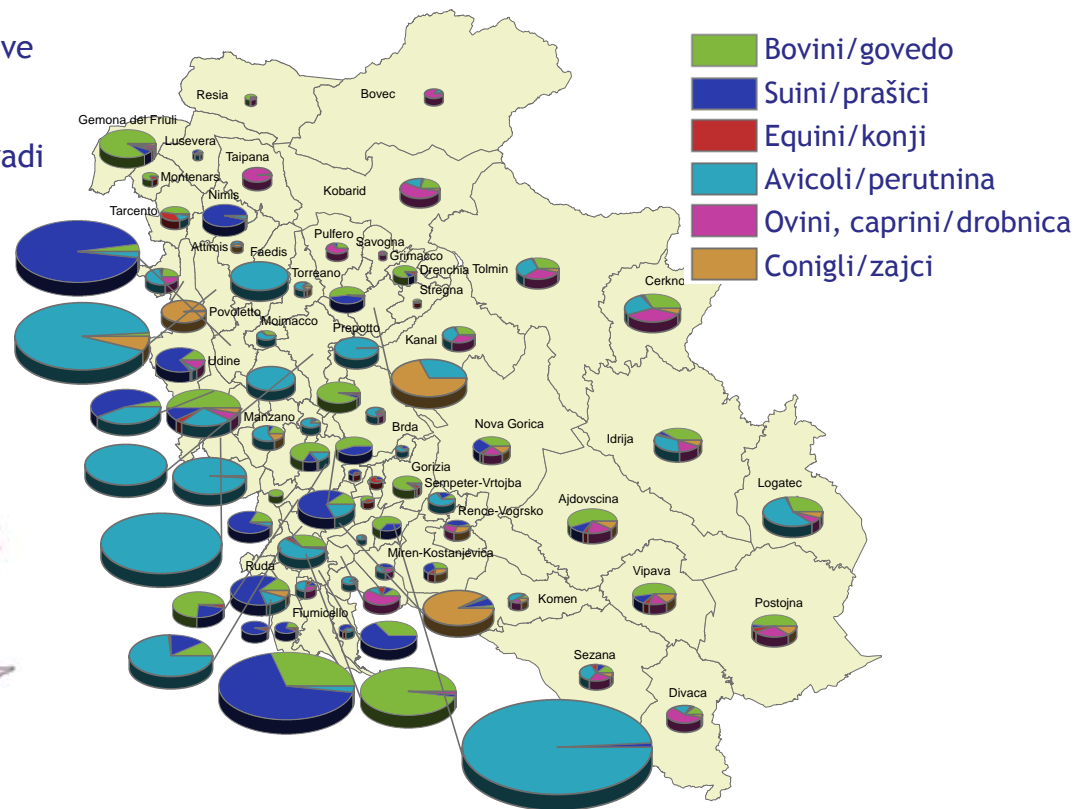 ve
radi
Bovini/govedo
Suini/prašici
Equini/konji
Avicoli/perutnina
Ovini, caprini/drobnica
Conigli/zajci
Resia
Bovec
Gemona del Friuli
Lusevera
Taipana
Montenars
Nimis
Kobarid
Tarcento
Pulfero
Savogna
Attimis
Faedis
Grimacco
Drenchia
Tolmin
Torreano
Stregna
Cerkno
Povoletto
Moimacco
Prepotto
Kanal
Udine
Manzano
Brda
Nova Gorica
Idrija
Gorizia
Sempeter-Vrtojba
Logatec
Ajdovscina
Rence-Vogrsko
Miren-Kostanjevica
Ruda
Vipava
Komen
Postojna
Fiumicello
Sezana
Divaca